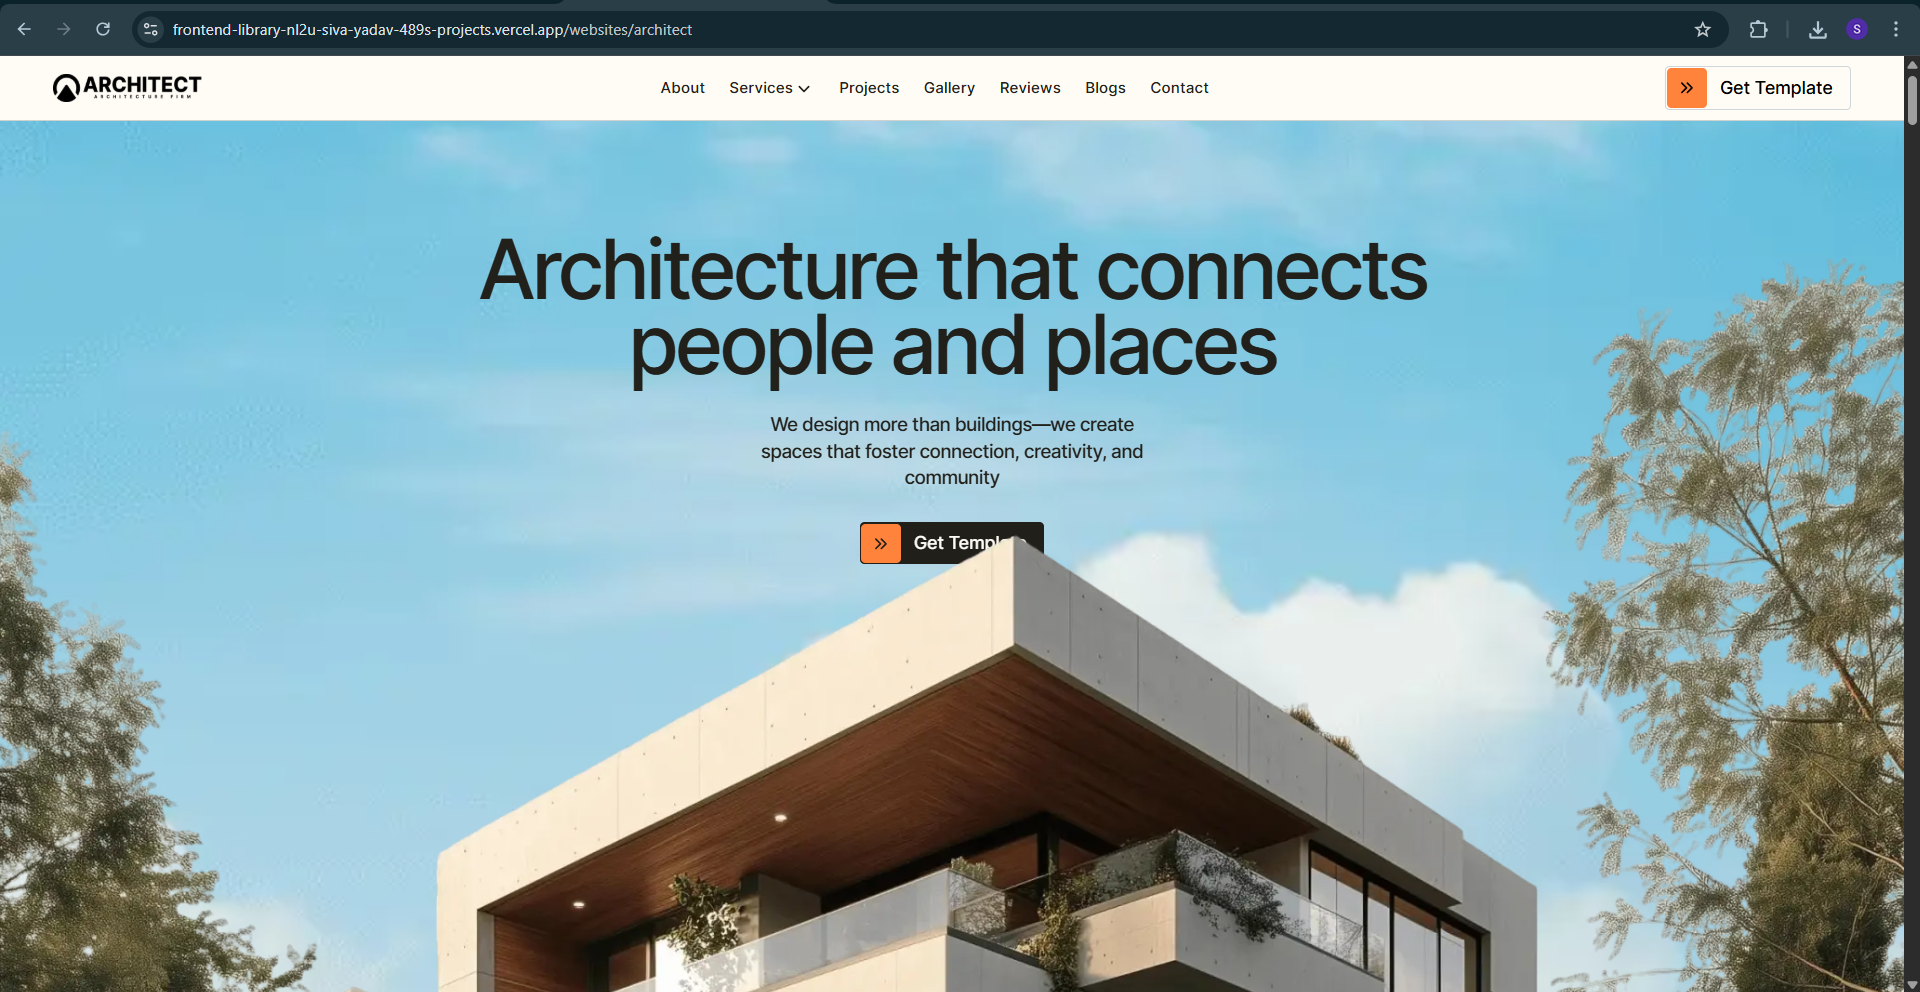 frontend-library-nl2u-siva-yadav-489s-projects.vercel.app/websites/architect
S
ARCHITECT
ARCHITECTURE FIRM
About
Services
Projects
Gallery
Reviews
Blogs
Contact
Get Template
Architecture that connects
people and places
We design more than buildings—we create
spaces that foster connection, creativity, and
community
Get Template